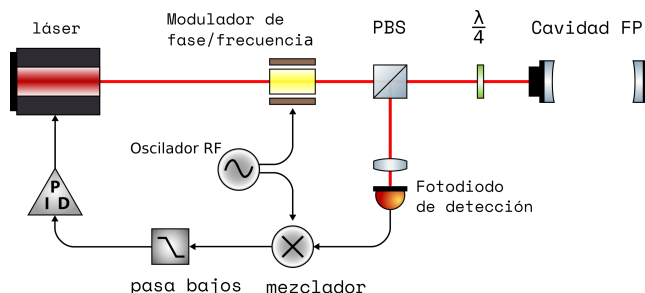 láser
Modulador de
fase/frecuencia
PBS
λ
4
Cavidad FP
Oscilador RF
Fotodiodo
de detección
P
I D
pasa bajos
mezclador